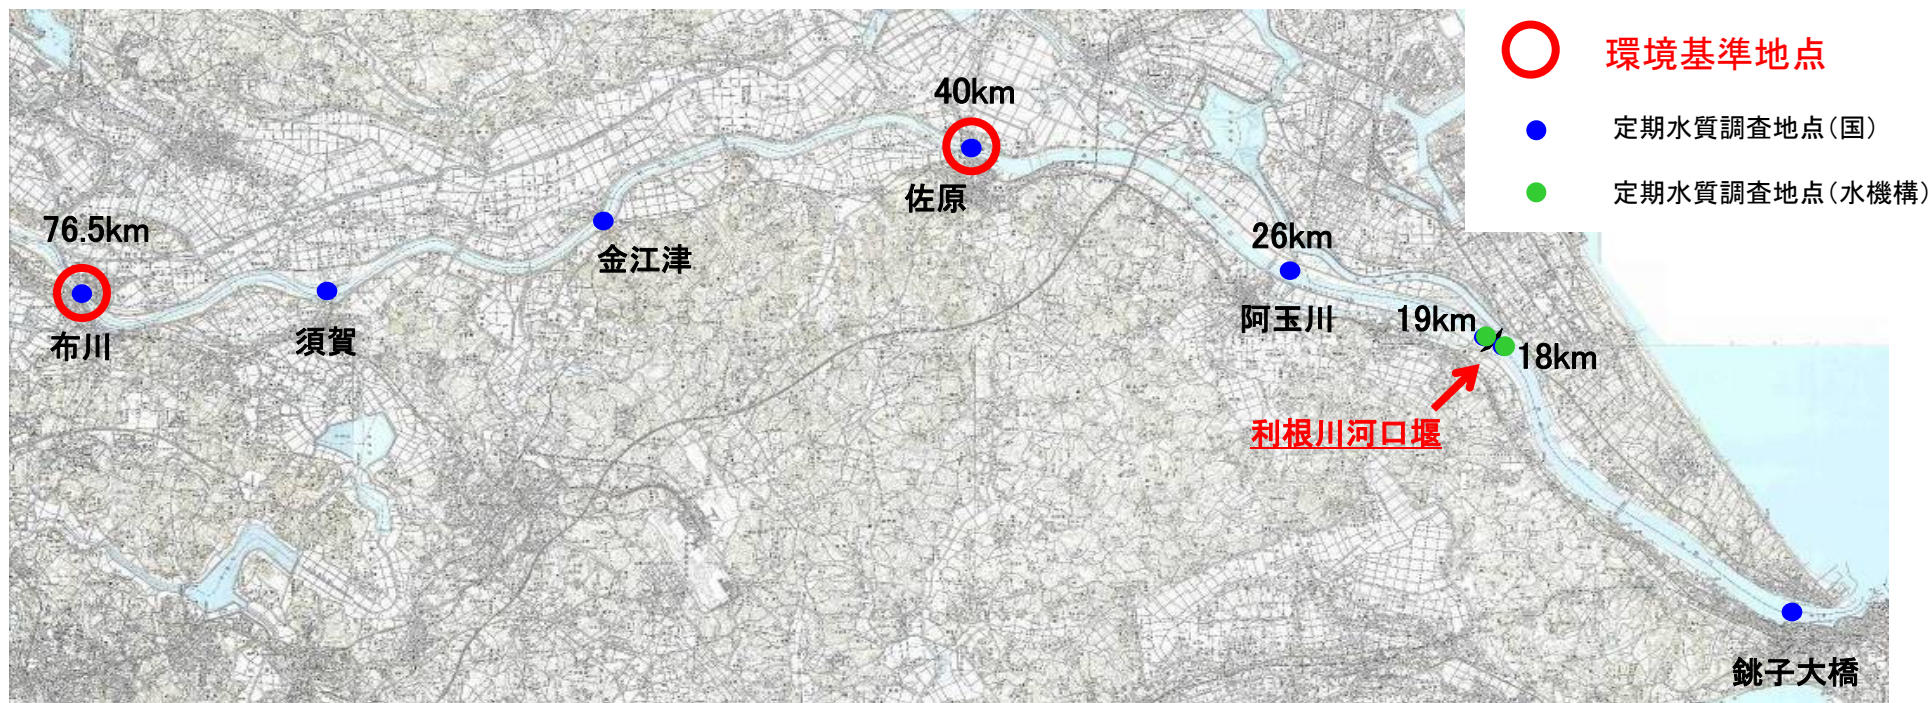 環境基準地点
定期水質調査地点(国)
定期水質調査地点(水機構)
40km
佐原
76.5km
布川
須賀
金江津
26km
阿玉川
19km
18km
利根川河口堰
銚子大橋